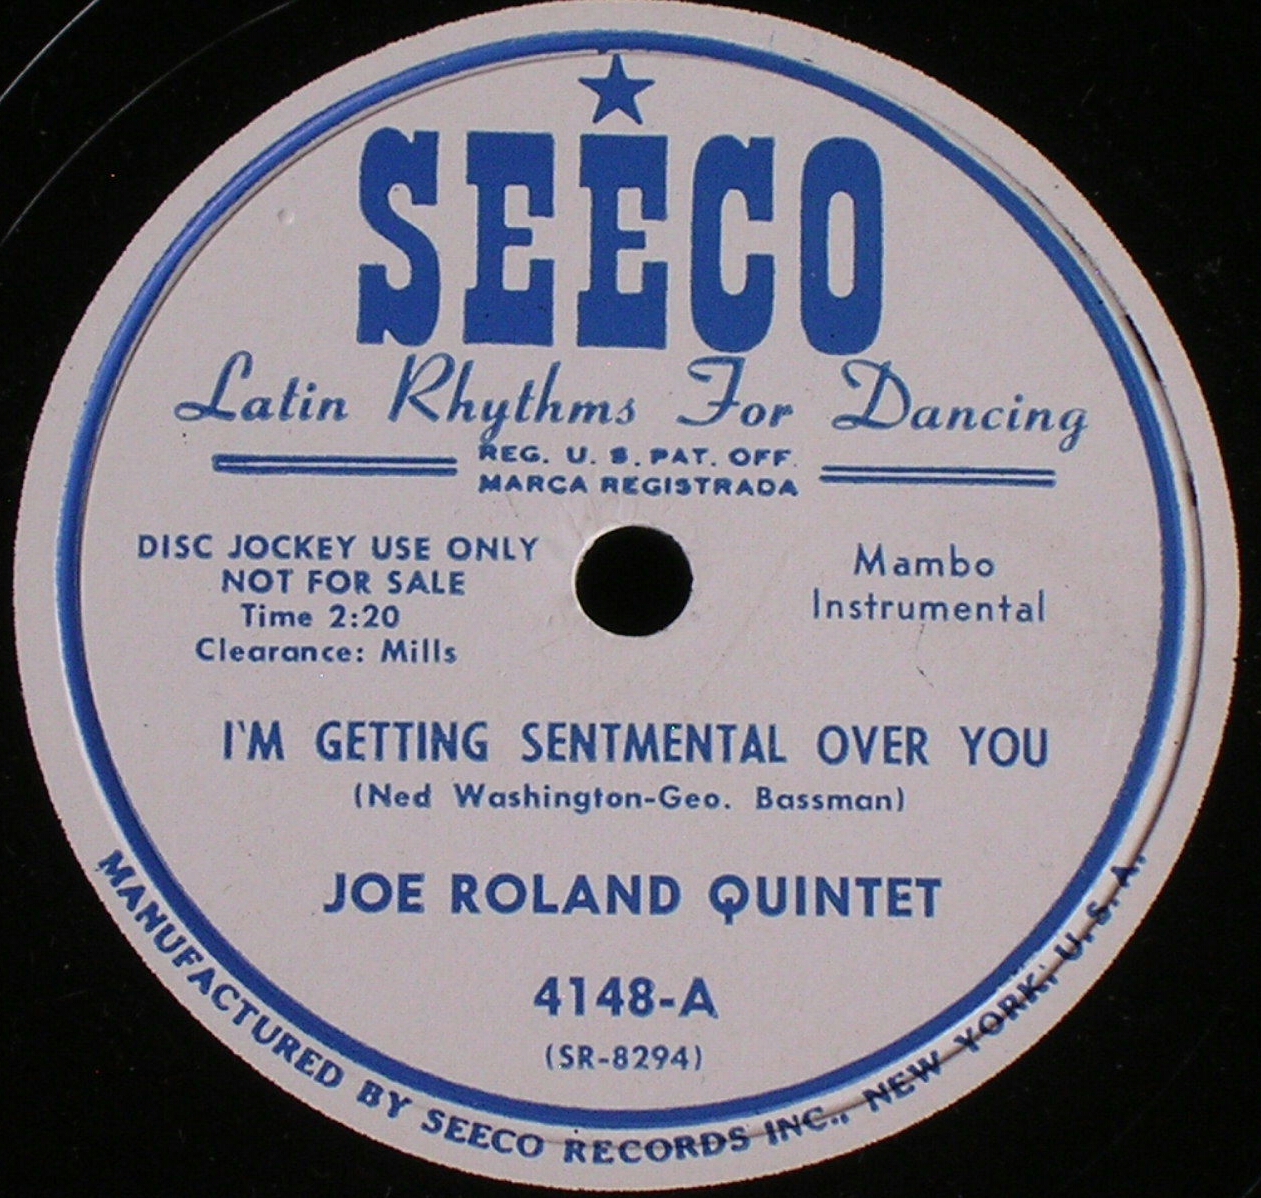 SEECO
Latin Rhythms For Dancing
REG. U. S. PAT. OFF.
MARCA REGISTRADA
DISC JOCKEY USE ONLY
NOT FOR SALE
Time 2:20
Clearance: Mills
Mambo
Instrumental
I'M GETTING SENTMENTAL OVER YOU
(Ned Washington-Geo. Bassman)
JOE ROLAND QUINTET
4148-A
(SR-8294)
MANUFACTURED BY SEECO RECORDS INC., NEW YORK, U. S. A.